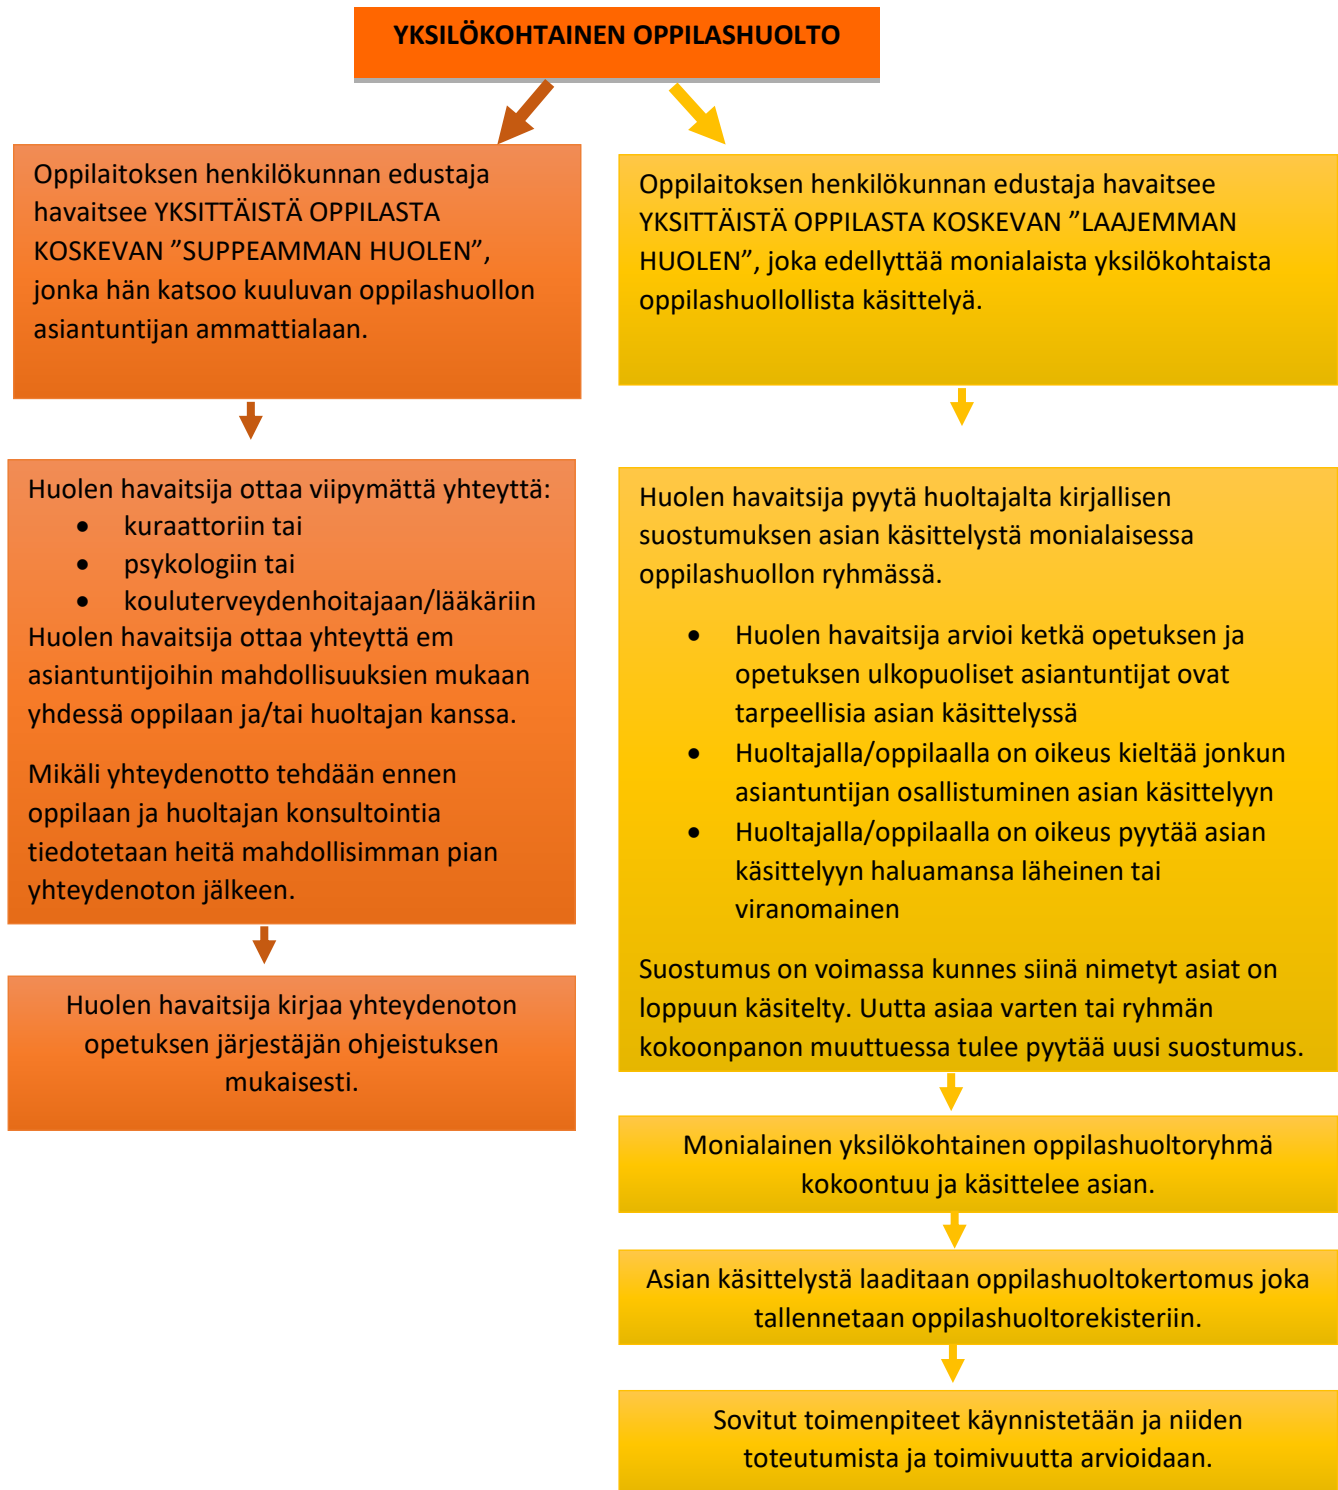 YKSILÖKOHTAINEN OPPILASHUOLTO
Oppilaitoksen henkilökunnan edustaja
havaitsee YKSITTÄISTÄ OPPILASTA
KOSKEVAN ”SUPPEAMMAN HUOLEN”,
jonka hän katsoo kuuluvan oppilashuollon
asiantuntijan ammattialaan.
Huolen havaitsija ottaa viipymättä yhteyttä:
• kuraattoriin tai
• psykologiin tai
• kouluterveydenhoitajaan/lääkäriin
Huolen havaitsija ottaa yhteyttä em
asiantuntijoihin mahdollisuuksien mukaan
yhdessä oppilaan ja/tai huoltajan kanssa.
Mikäli yhteydenotto tehdään ennen
oppilaan ja huoltajan konsultointia
tiedotetaan heitä mahdollisimman pian
yhteydenoton jälkeen.
Huolen havaitsija kirjaa yhteydenoton
opetuksen järjestäjän ohjeistuksen
mukaisesti.
Oppilaitoksen henkilökunnan edustaja havaitsee
YKSITTÄISTÄ OPPILASTA KOSKEVAN ”LAAJEMMAN
HUOLEN”, joka edellyttää monialaista yksilökohtaista
oppilashuollollista käsittelyä.
Huolen havaitsija pyytä huoltajalta kirjallisen
suostumuksen asian käsittelystä monialaisessa
oppilashuollon ryhmässä.
• Huolen havaitsija arvioi ketkä opetuksen ja
opetuksen ulkopuoliset asiantuntijat ovat
tarpeellisia asian käsittelyssä
• Huoltajalla/oppilaalla on oikeus kieltää jonkun
asiantuntijan osallistuminen asian käsittelyyn
• Huoltajalla/oppilaalla on oikeus pyytää asian
käsittelyyn haluamansa läheinen tai
viranomainen
Suostumus on voimassa kunnes siinä nimetyt asiat on
loppuun käsitelty. Uutta asiaa varten tai ryhmän
kokoonpanon muuttuessa tulee pyytää uusi suostumus.
Monialainen yksilökohtainen oppilashuoltoryhmä
kokoontuu ja käsittelee asian.
Asian käsittelystä laaditaan oppilashuoltokertomus joka
tallennetaan oppilashuoltorekisteriin.
Sovitut toimenpiteet käynnistetään ja niiden
toteutumista ja toimivuutta arvioidaan.